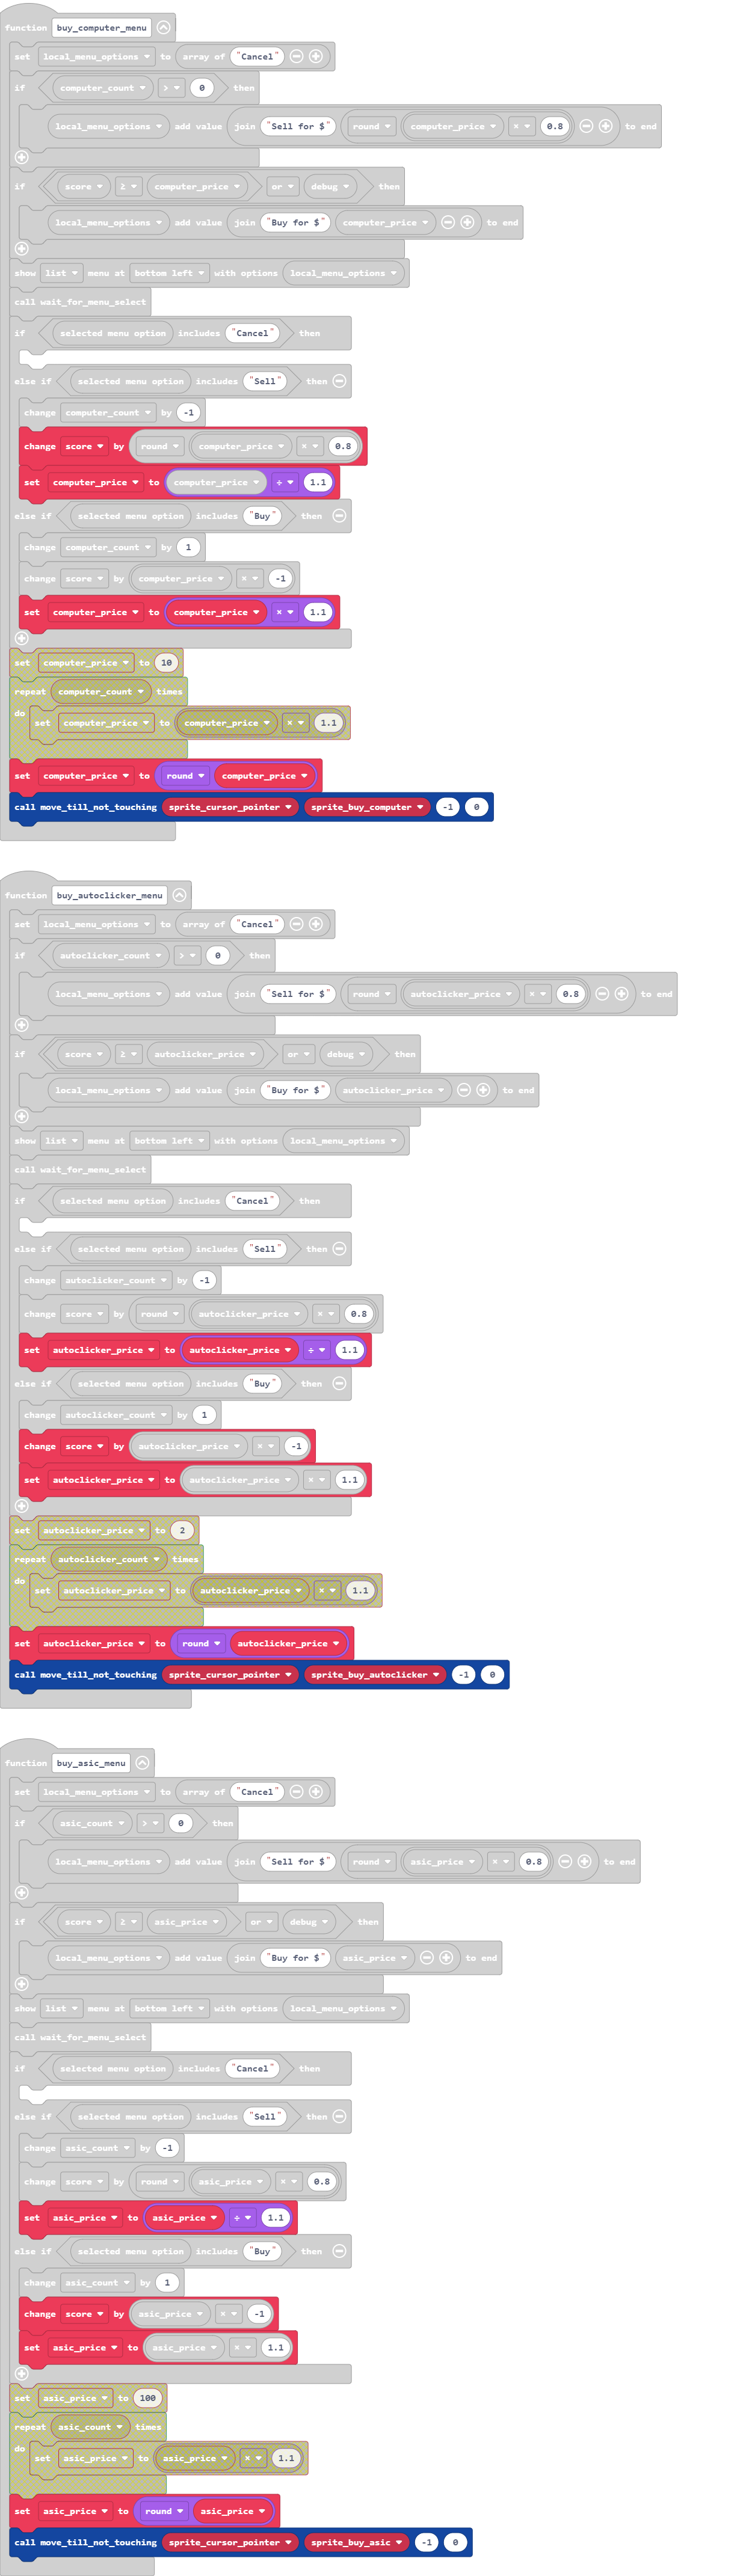 function buy_computer_menu
set local_menu_options to array of "Cancel"
if computer_count > 0 then
local_menu_options add value join "Sell for $" round computer_price × 0.8 to end
if score ≥ computer_price or debug then
local_menu_options add value join "Buy for $" computer_price to end
show list menu at bottom left with options local_menu_options
call wait_for_menu_select
if selected menu option includes "Cancel" then
else if selected menu option includes "Sell" then
change computer_count by -1
change score by round computer_price × 0.8
set computer_price to computer_price ÷ 1.1
else if selected menu option includes "Buy" then
change computer_count by 1
change score by computer_price × -1
set computer_price to computer_price × 1.1
set computer_price to 10
repeat computer_count times
do set computer_price to computer_price × 1.1
set computer_price to round computer_price
call move_till_not_touching sprite_cursor_pointer sprite_buy_computer -1 0
function buy_autoclicker_menu
set local_menu_options to array of "Cancel"
if autoclicker_count > 0 then
local_menu_options add value join "Sell for $" round autoclicker_price × 0.8 to end
if score ≥ autoclicker_price or debug then
local_menu_options add value join "Buy for $" autoclicker_price to end
show list menu at bottom left with options local_menu_options
call wait_for_menu_select
if selected menu option includes "Cancel" then
else if selected menu option includes "Sell" then
change autoclicker_count by -1
change score by round autoclicker_price × 0.8
set autoclicker_price to autoclicker_price ÷ 1.1
else if selected menu option includes "Buy" then
change autoclicker_count by 1
change score by autoclicker_price × -1
set autoclicker_price to autoclicker_price × 1.1
set autoclicker_price to 2
repeat autoclicker_count times
do set autoclicker_price to autoclicker_price × 1.1
set autoclicker_price to round autoclicker_price
call move_till_not_touching sprite_cursor_pointer sprite_buy_autoclicker -1 0
function buy_asic_menu
set local_menu_options to array of "Cancel"
if asic_count > 0 then
local_menu_options add value join "Sell for $" round asic_price × 0.8 to end
if score ≥ asic_price or debug then
local_menu_options add value join "Buy for $" asic_price to end
show list menu at bottom left with options local_menu_options
call wait_for_menu_select
if selected menu option includes "Cancel" then
else if selected menu option includes "Sell" then
change asic_count by -1
change score by round asic_price × 0.8
set asic_price to asic_price ÷ 1.1
else if selected menu option includes "Buy" then
change asic_count by 1
change score by asic_price × -1
set asic_price to asic_price × 1.1
set asic_price to 100
repeat asic_count times
do set asic_price to asic_price × 1.1
set asic_price to round asic_price
call move_till_not_touching sprite_cursor_pointer sprite_buy_asic -1 0